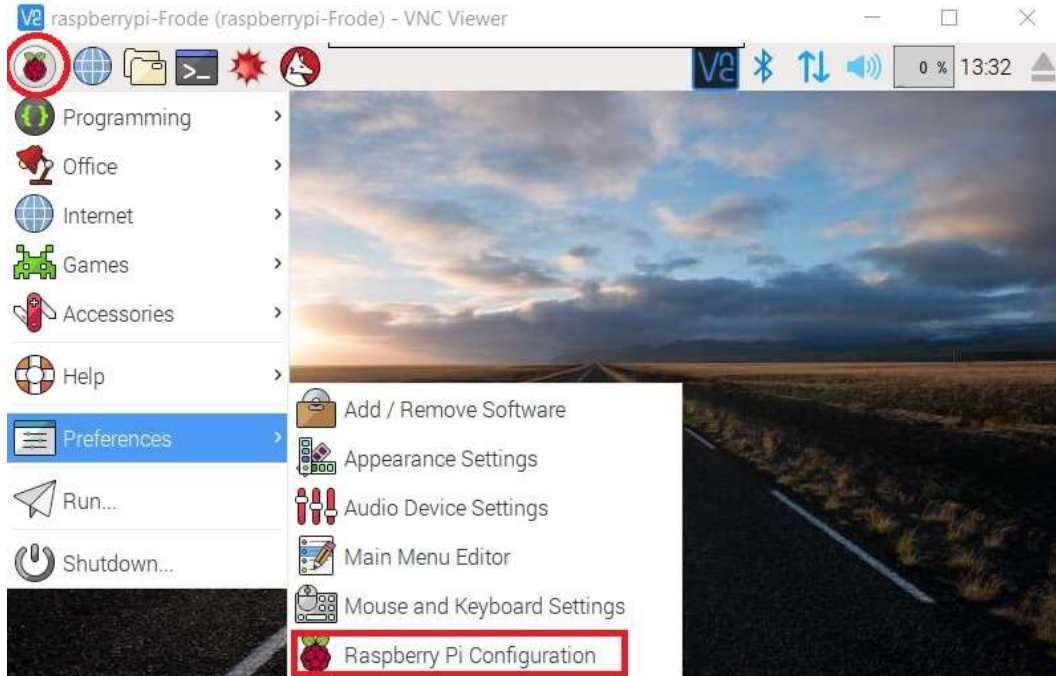 raspberrypi-Frode (raspberrypi-Frode) - VNC Viewer
0 % 13:32
Programming
Office
Internet
Games
Accessories
Help
Preferences
Run...
Shutdown...
Add / Remove Software
Appearance Settings
Audio Device Settings
Main Menu Editor
Mouse and Keyboard Settings
Raspberry Pi Configuration